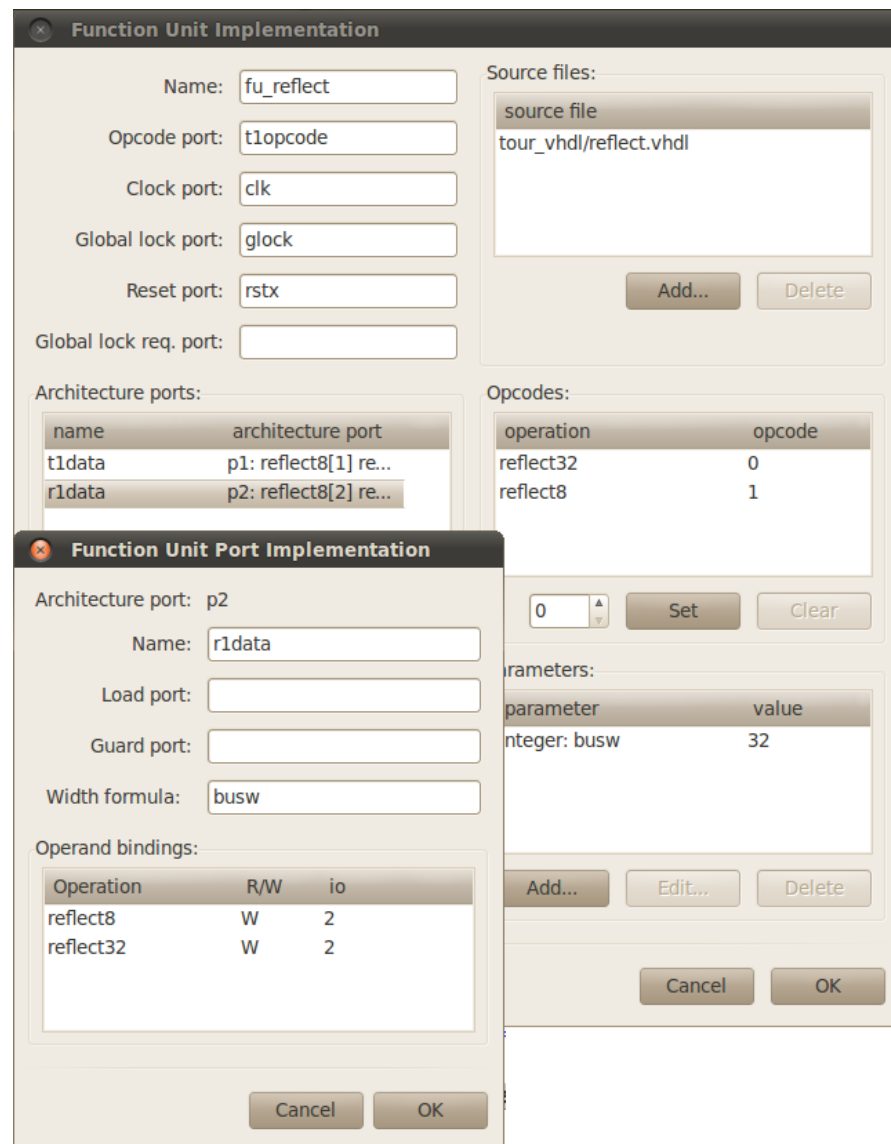 Function Unit Implementation
Name: fu_reflect
Opcode port: t1opcode
Clock port: clk
Global lock port: glock
Reset port: rstx
Global lock req. port:
Source files:
source file
tour_vhdl/reflect.vhdl
Add... Delete
Architecture ports:
name architecture port
t1data p1: reflect8[1] re...
r1data p2: reflect8[2] re...
Opcodes:
operation opcode
reflect32 0
reflect8 1
0 Set Clear
rameters:
parameter value
nteger: busw 32
Add... Edit... Delete
Cancel OK
Function Unit Port Implementation
Architecture port: p2
Name: r1data
Load port:
Guard port:
Width formula: busw
Operand bindings:
Operation R/W io
reflect8 W 2
reflect32 W 2
Cancel OK